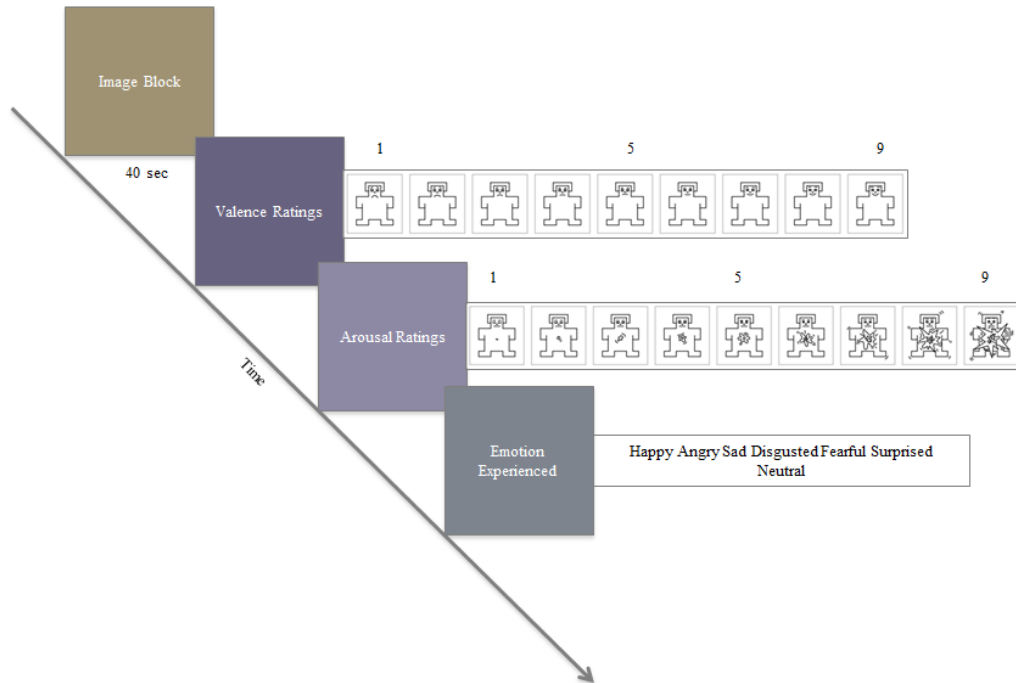 Image Block
40 sec
1 5 9
Valence Ratings
1 5 9
Arousal Ratings
Time
Emotion
Experienced
Happy Angry Sad Disgusted Fearful Surprised
Neutral